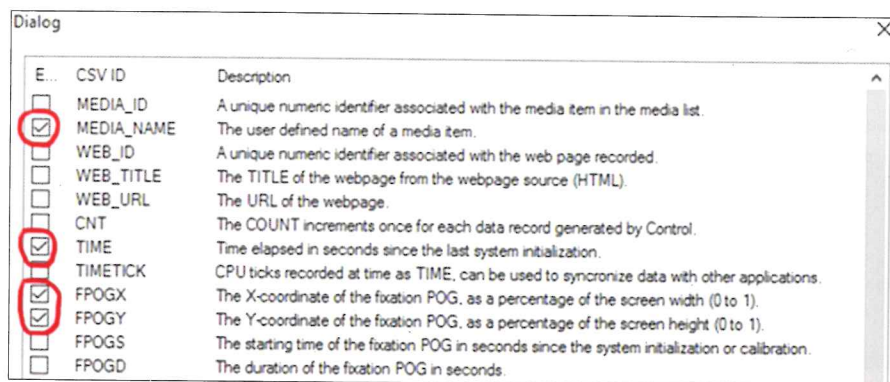 Dialog
E... CSV ID Description
MEDIA_ID A unique numeric identifier associated with the media item in the media list.
MEDIA_NAME The user defined name of a media item.
WEB_ID A unique numeric identifier associated with the web page recorded.
WEB_TITLE The TITLE of the webpage from the webpage source (HTML).
WEB_URL The URL of the webpage.
CNT The COUNT increments once for each data record generated by Control.
TIME Time elapsed in seconds since the last system initialization.
TIMETICK CPU ticks recorded at time as TIME, can be used to syncronize data with other applications.
FPOGX The X-coordinate of the fixation POG, as a percentage of the screen width (0 to 1).
FPOGY The Y-coordinate of the fixation POG, as a percentage of the screen height (0 to 1).
FPOGS The starting time of the fixation POG in seconds since the system initialization or calibration.
FPOGD The duration of the fixation POG in seconds.